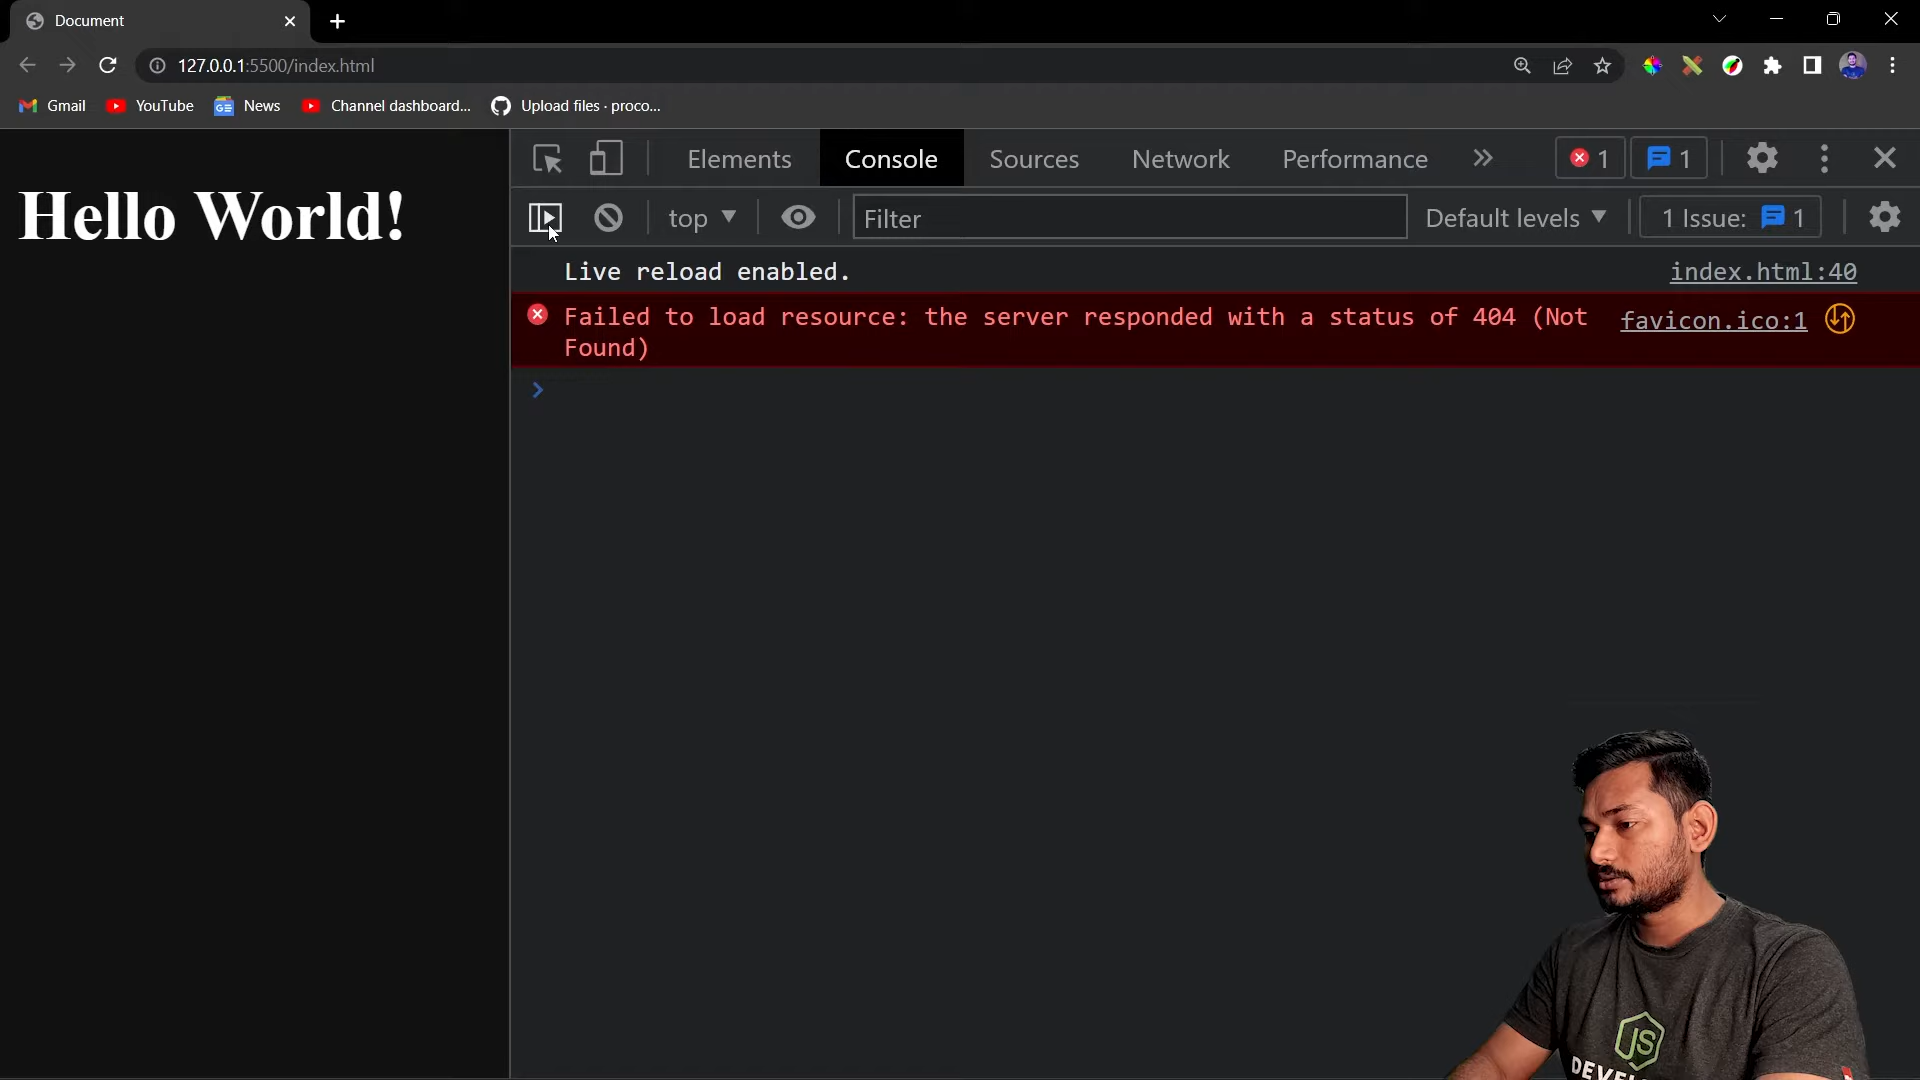 Document
127.0.0.1:5500/index.html
Gmail
YouTube
News
Channel dashboard...
Upload files · proco...
Hello World!
Elements
Console
Sources
Network
Performance
1
1
top
Filter
Default levels
1 Issue: 1
Live reload enabled.
index.html:40
Failed to load resource: the server responded with a status of 404 (Not
Found)
favicon.ico:1
JS